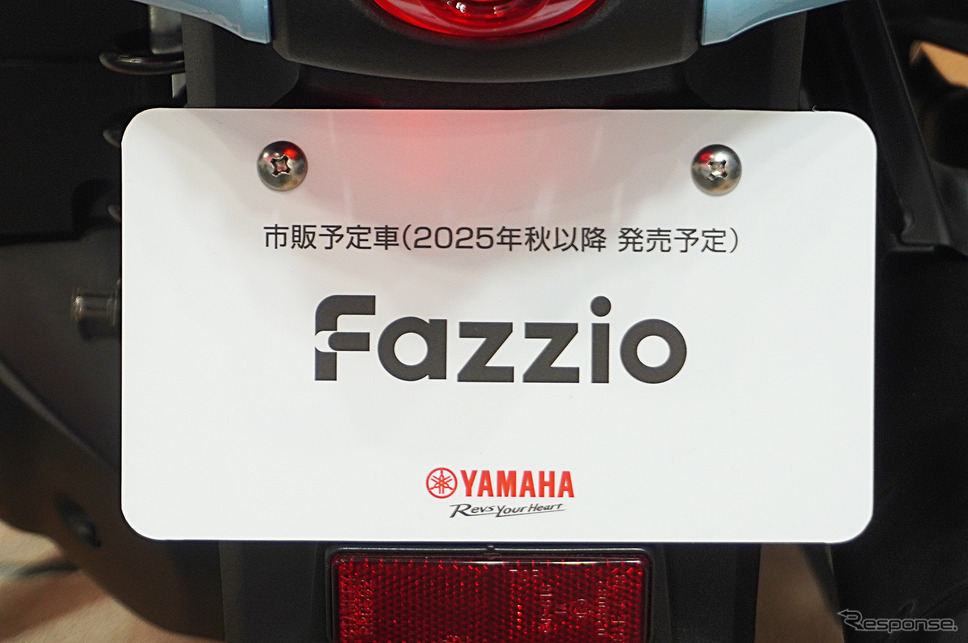 市販予定車(2025年秋以降 発売予定)
Fazzio
YAMAHA
Revs Your Heart
Response.